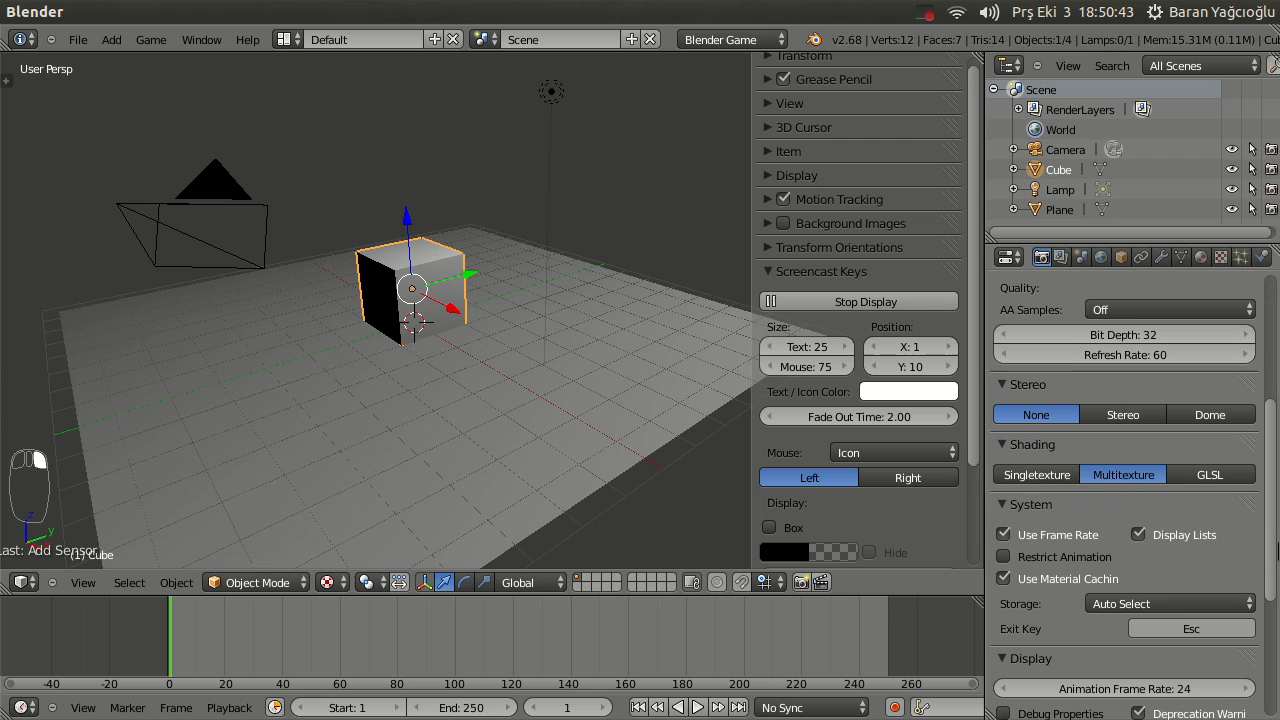 Blender
Prş Eki 3 18:50:43
Baran Yağcıoğlu
File Add Game Window Help
Default
Scene
Blender Game
v2.68 | Verts:12 | Faces:7 | Tris:14 | Objects:1/4 | Lamps:0/1 | Mem:15.31M (0.11M) | Cub
User Persp
Transform
Grease Pencil
View
3D Cursor
Item
Display
Motion Tracking
Background Images
Transform Orientations
Screencast Keys
Stop Display
Size:
Position:
Text: 25
X: 1
Mouse: 75
Y: 10
Text / Icon Color:
Fade Out Time: 2.00
Mouse:
Icon
Left
Right
Display:
Box
Hide
z
y
Last: Add Sensor
(1) Cube
View Search
All Scenes
Scene
RenderLayers
World
Camera
Cube
Lamp
Plane
Quality:
AA Samples:
Off
Bit Depth: 32
Refresh Rate: 60
Stereo
None
Stereo
Dome
Shading
Singletexture
Multitexture
GLSL
System
Use Frame Rate
Display Lists
Restrict Animation
Use Material Cachin
Storage:
Auto Select
Exit Key
Esc
Display
Animation Frame Rate: 24
Debug Properties
Deprecation Warni
View Select Object
Object Mode
Global
-40 -20 0 20 40 60 80 100 120 140 160 180 200 220 240 260
View Marker Frame Playback
Start: 1
End: 250
1
No Sync